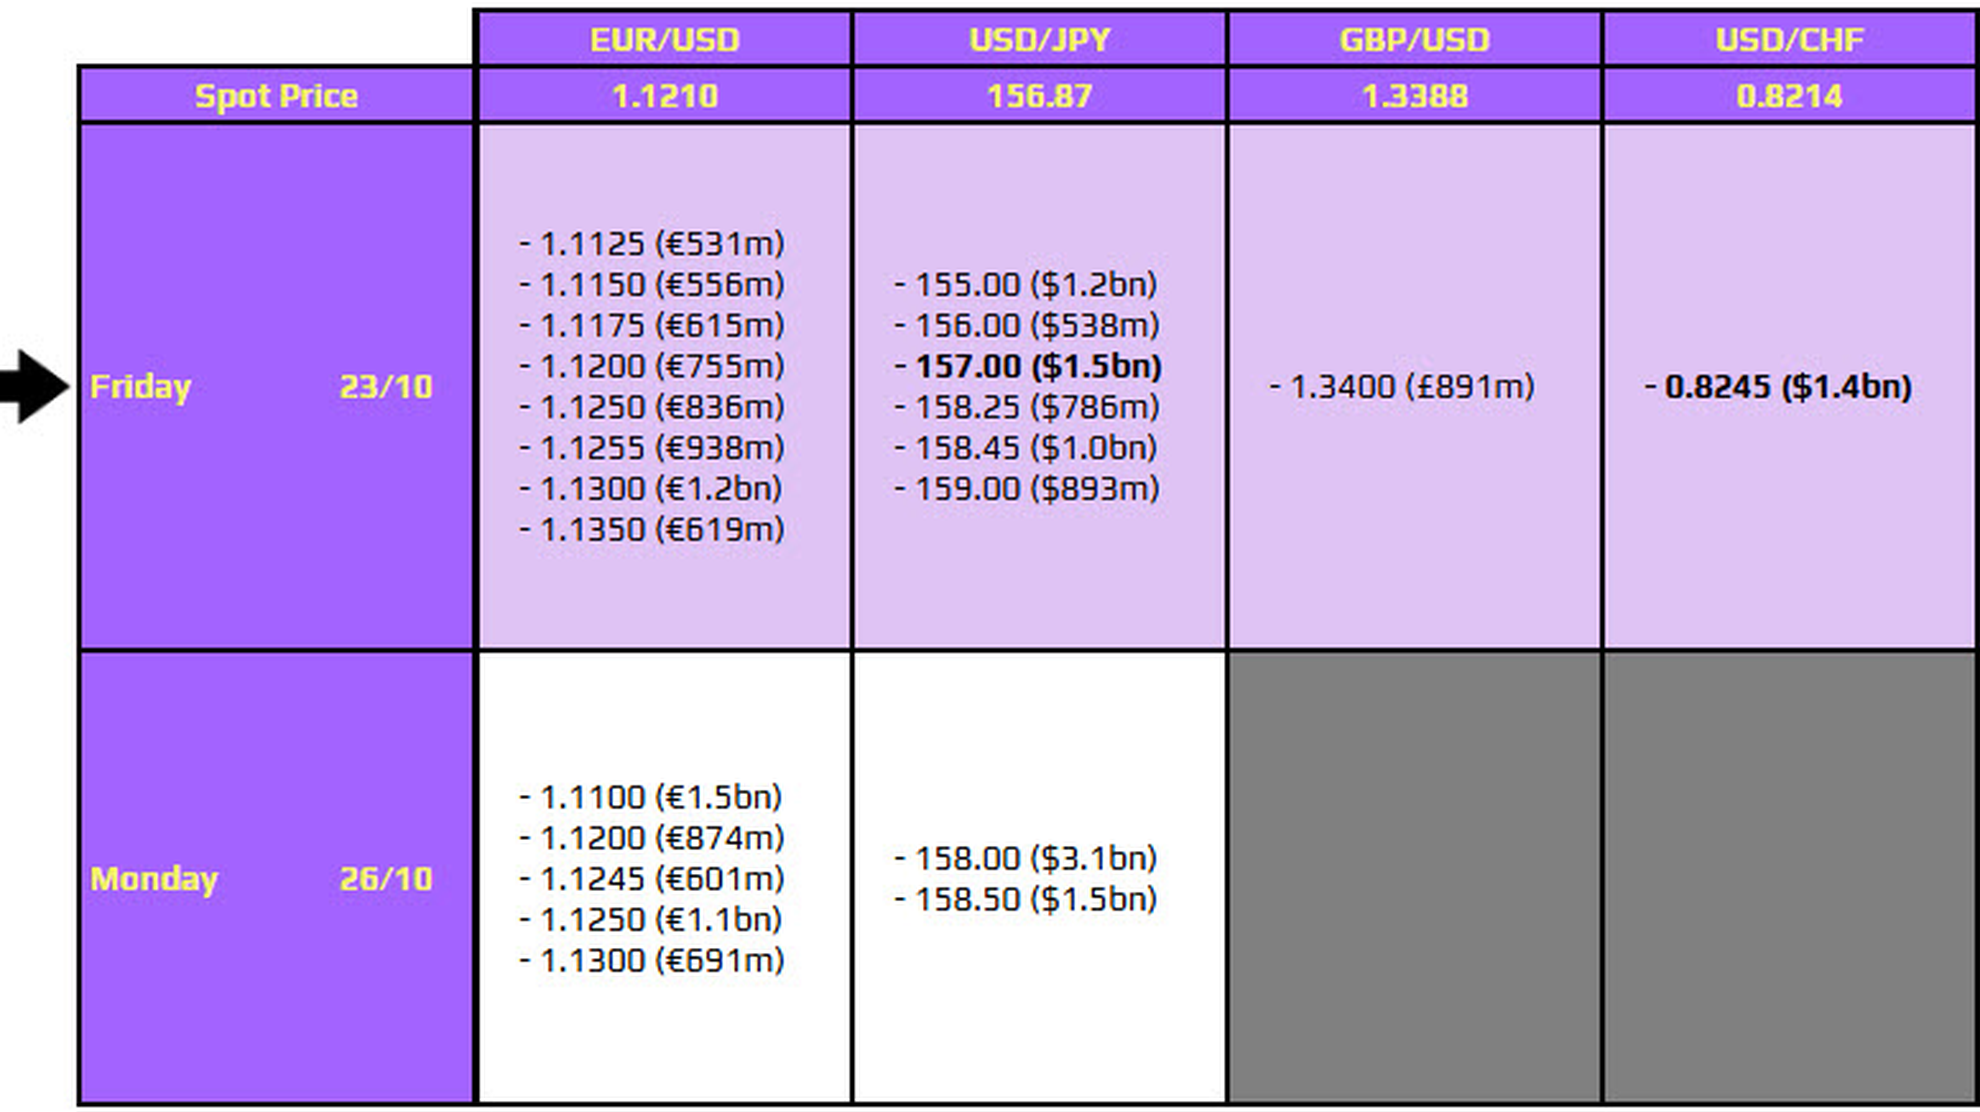 EUR/USD USD/JPY GBP/USD USD/CHF
Spot Price 1.1210 156.87 1.3388 0.8214
Friday 23/10
- 1.1125 (€531m)
- 1.1150 (€556m)
- 1.1175 (€615m)
- 1.1200 (€755m)
- 1.1250 (€836m)
- 1.1255 (€938m)
- 1.1300 (€1.2bn)
- 1.1350 (€619m)
- 155.00 ($1.2bn)
- 156.00 ($538m)
- 157.00 ($1.5bn)
- 158.25 ($786m)
- 158.45 ($1.0bn)
- 159.00 ($893m)
- 1.3400 (£891m)
- 0.8245 ($1.4bn)
Monday 26/10
- 1.1100 (€1.5bn)
- 1.1200 (€874m)
- 1.1245 (€601m)
- 1.1250 (€1.1bn)
- 1.1300 (€691m)
- 158.00 ($3.1bn)
- 158.50 ($1.5bn)